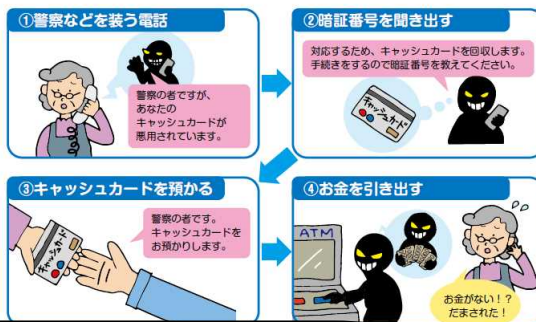 ①警察などを装う電話
警察の者ですが、
あなたの
キャッシュカードが
悪用されています。
②暗証番号を聞き出す
対応するため、キャッシュカードを回収します。
手続きをするので暗証番号を教えてください。
キャッシュカード
③キャッシュカードを預かる
警察の者です。
キャッシュカードを
お預かりします。
キャッシュカード
④お金を引き出す
ATM
お金がない！？
だまされた！